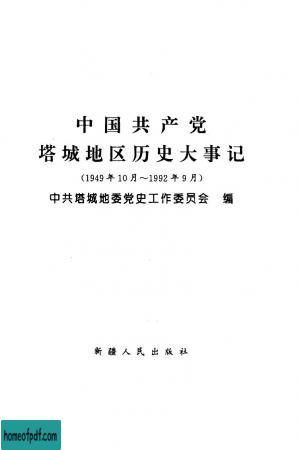 中国共产党
塔城地区历史大事记
(1949年10月～1992年9月)
中共塔城地委党史工作委员会 编
新疆人民出版社
homeofpdf.com